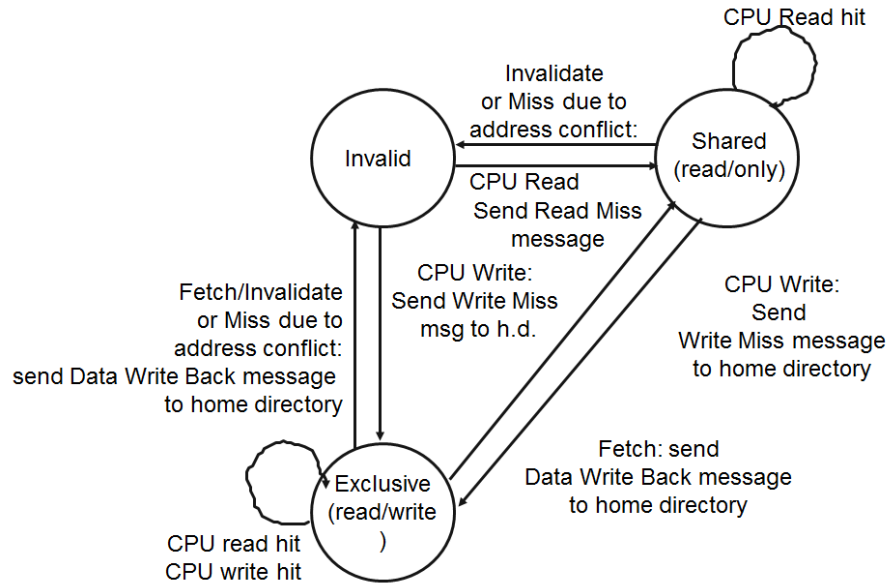 CPU Read hit
Invalidate
or Miss due to
address conflict:
Shared
(read/only)
Invalid
CPU Read
Send Read Miss
message
CPU Write:
Send Write Miss
msg to h.d.
Fetch/Invalidate
or Miss due to
address conflict:
send Data Write Back message
to home directory
CPU Write:
Send
Write Miss message
to home directory
Fetch: send
Data Write Back message
to home directory
Exclusive
(read/write
)
CPU read hit
CPU write hit